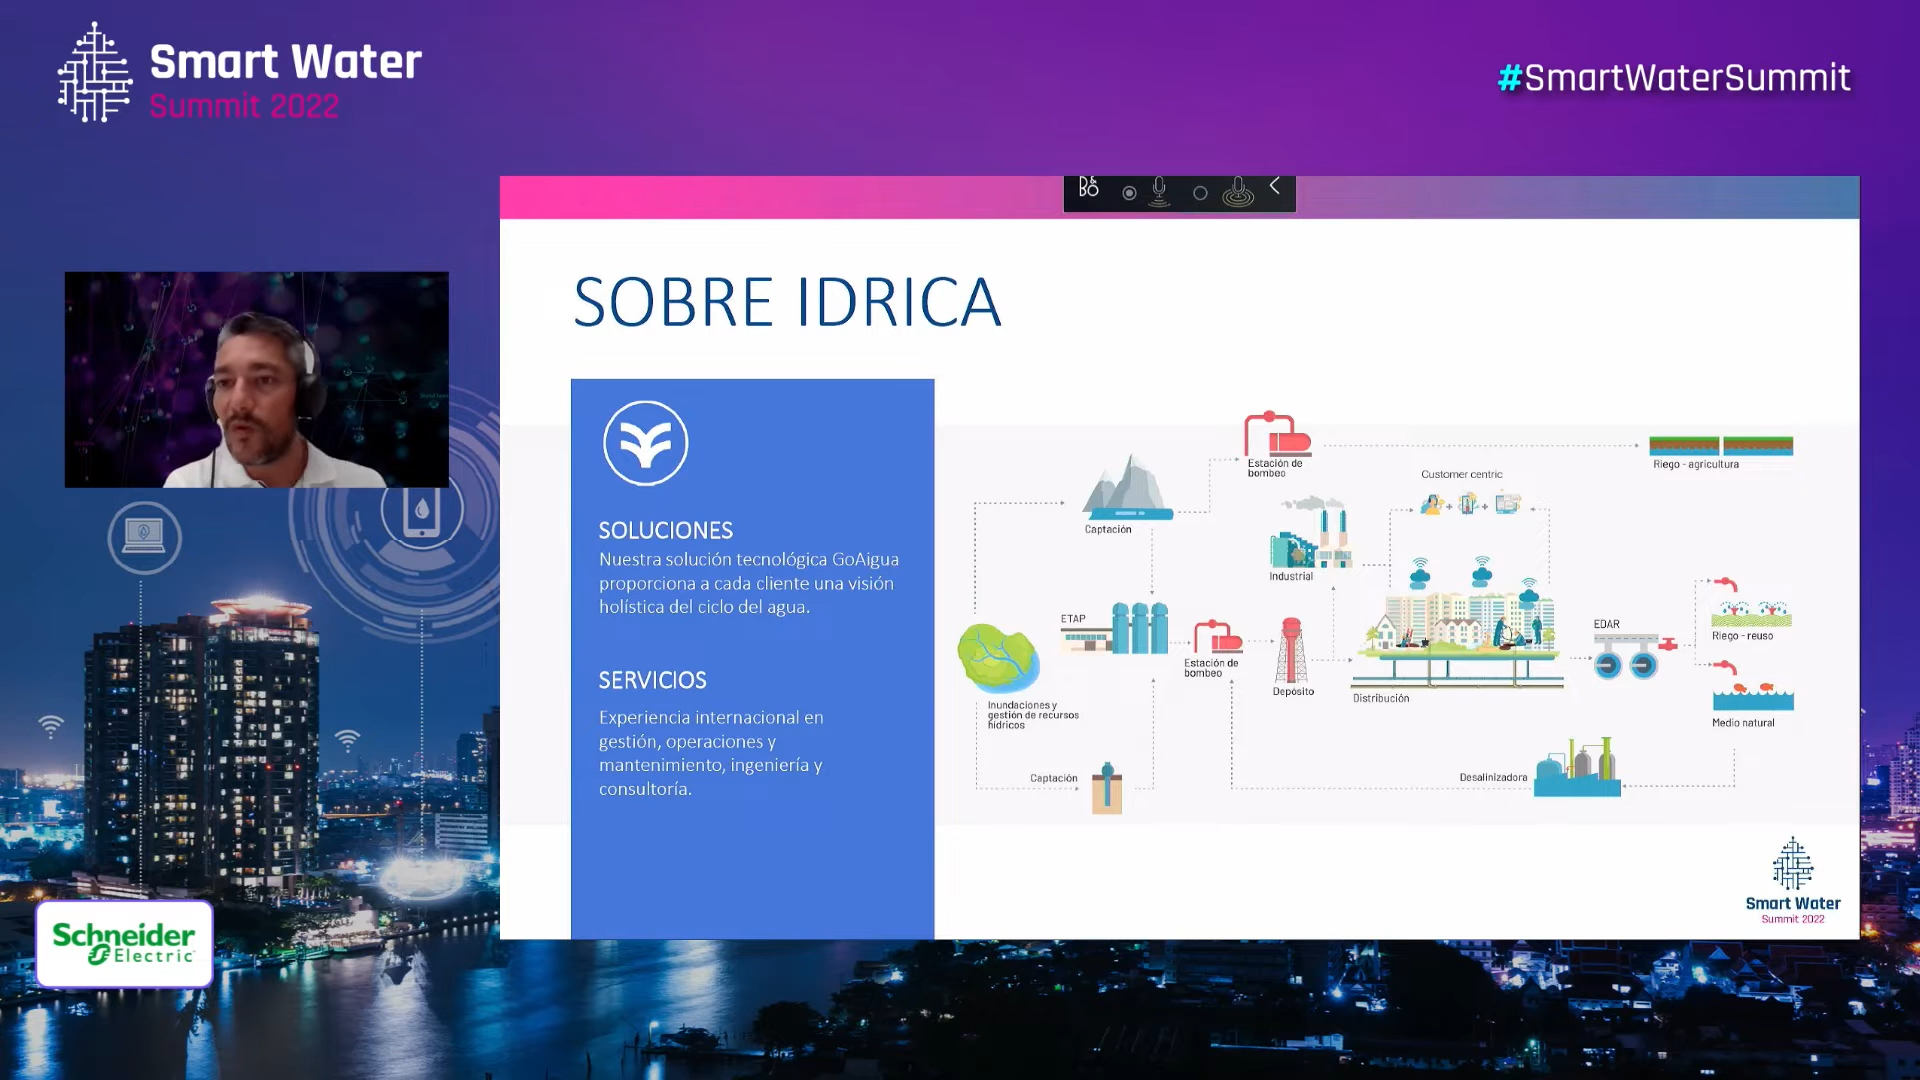 Smart Water
Summit 2022
#SmartWaterSummit
SOBRE IDRICA
SOLUCIONES
Nuestra solución tecnológica GoAigua
proporciona a cada cliente una visión
holística del ciclo del agua.
SERVICIOS
Experiencia internacional en
gestión, operaciones y
mantenimiento, ingeniería y
consultoría.
Estación de
bombeo
Riego - agricultura
Customer centric
Captación
Industrial
ETAP
EDAR
Riego - reuso
Estación de
bombeo
Depósito
Distribución
Inundaciones y
gestión de recursos
hídricos
Medio natural
Captación
Desalinizadora
Smart Water
Summit 2022
Schneider
Electric